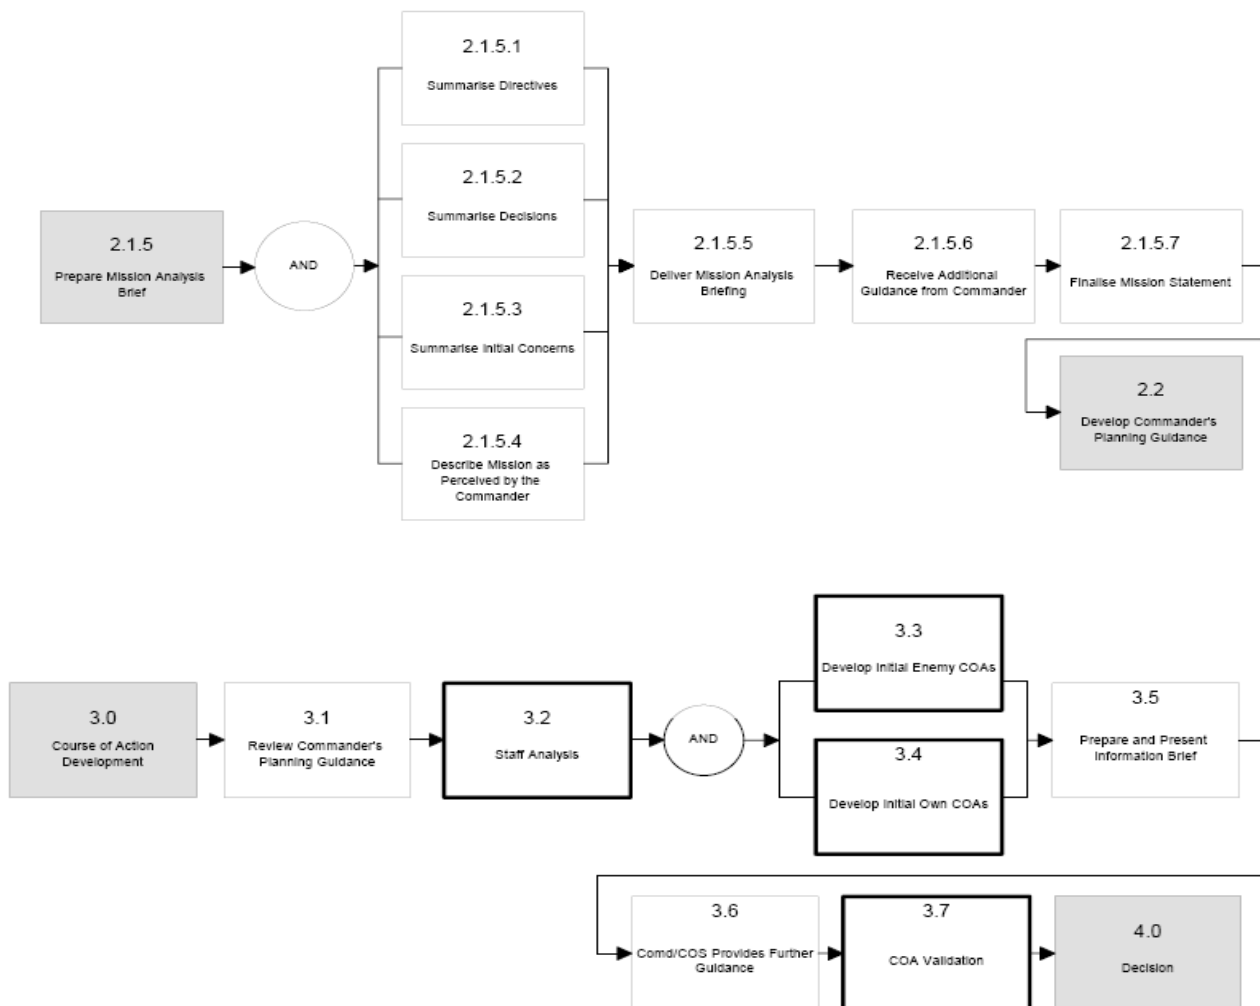 2.1.5.1
Summarise Directives
2.1.5.2
Summarise Decisions
2.1.5
Prepare Mission Analysis
Brief
AND
2.1.5.3
Summarise Initial Concerns
2.1.5.4
Describe Mission as
Perceived by the
Commander
2.1.5.5
Deliver Mission Analysis
Briefing
2.1.5.6
Receive Additional
Guidance from Commander
2.1.5.7
Finalise Mission Statement
2.2
Develop Commander's
Planning Guidance
3.0
Course of Action
Development
3.1
Review Commander's
Planning Guidance
3.2
Staff Analysis
AND
3.3
Develop Initial Enemy COAs
3.4
Develop Initial Own COAs
3.5
Prepare and Present
Information Brief
3.6
Comd/COS Provides Further
Guidance
3.7
COA Validation
4.0
Decision